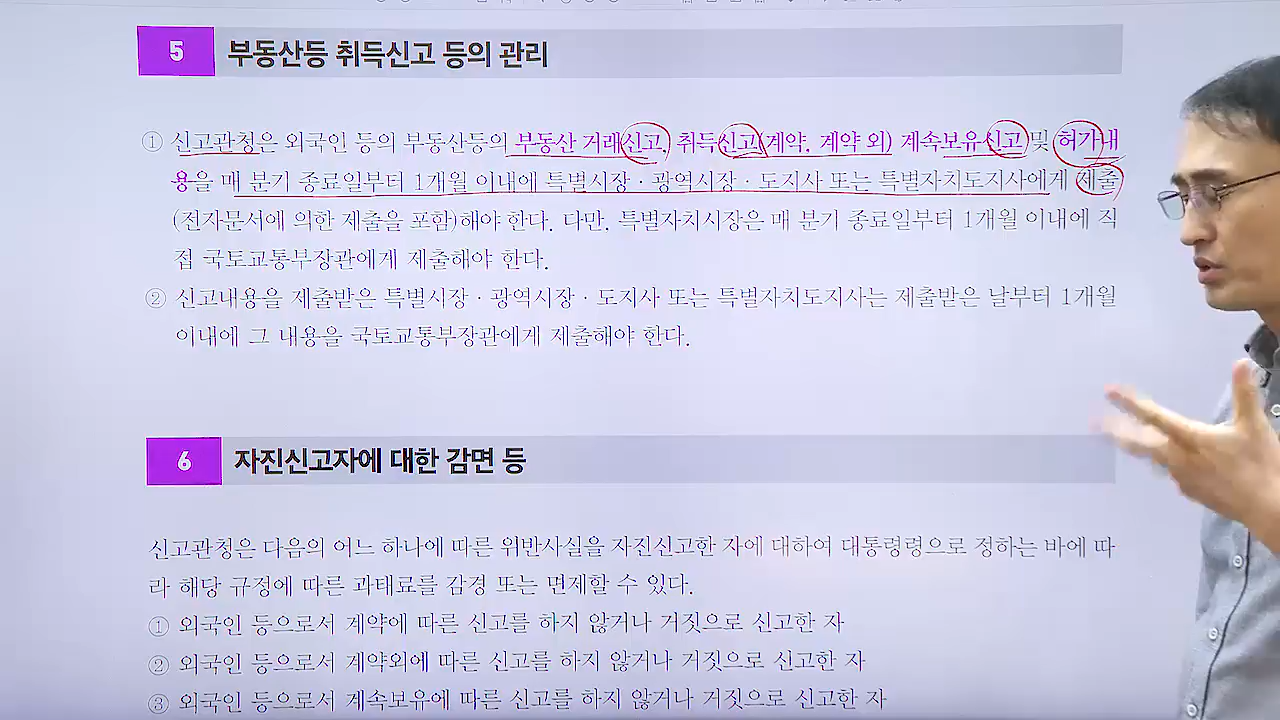 5 부동산등 취득신고 등의 관리
① 신고관청은 외국인 등의 부동산등의 부동산 거래신고, 취득신고(계약, 계약 외) 계속보유신고 및 허가내
용을 매 분기 종료일부터 1개월 이내에 특별시장·광역시장·도지사 또는 특별자치도지사에게 제출
(전자문서에 의한 제출을 포함)해야 한다. 다만, 특별자치시장은 매 분기 종료일부터 1개월 이내에 직
접 국토교통부장관에게 제출해야 한다.
② 신고내용을 제출받은 특별시장·광역시장·도지사 또는 특별자치도지사는 제출받은 날부터 1개월
이내에 그 내용을 국토교통부장관에게 제출해야 한다.
6 자진신고자에 대한 감면 등
신고관청은 다음의 어느 하나에 따른 위반사실을 자진신고한 자에 대하여 대통령령으로 정하는 바에 따
라 해당 규정에 따른 과태료를 감경 또는 면제할 수 있다.
① 외국인 등으로서 계약에 따른 신고를 하지 않거나 거짓으로 신고한 자
② 외국인 등으로서 계약외에 따른 신고를 하지 않거나 거짓으로 신고한 자
③ 외국인 등으로서 계속보유에 따른 신고를 하지 않거나 거짓으로 신고한 자